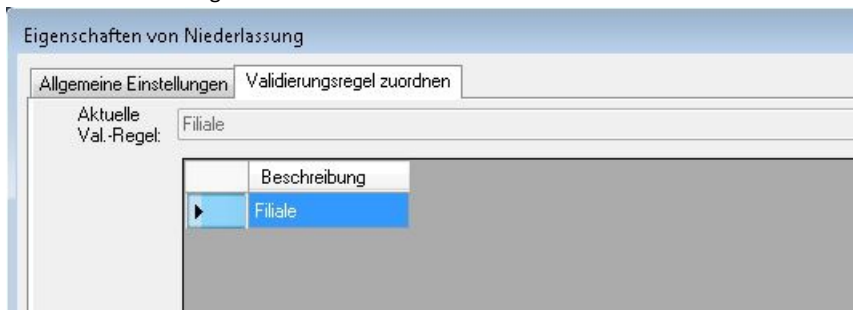 Eigenschaften von Niederlassung
Allgemeine Einstellungen Validierungsregel zuordnen
Aktuelle
Val.-Regel: Filiale
Beschreibung
Filiale